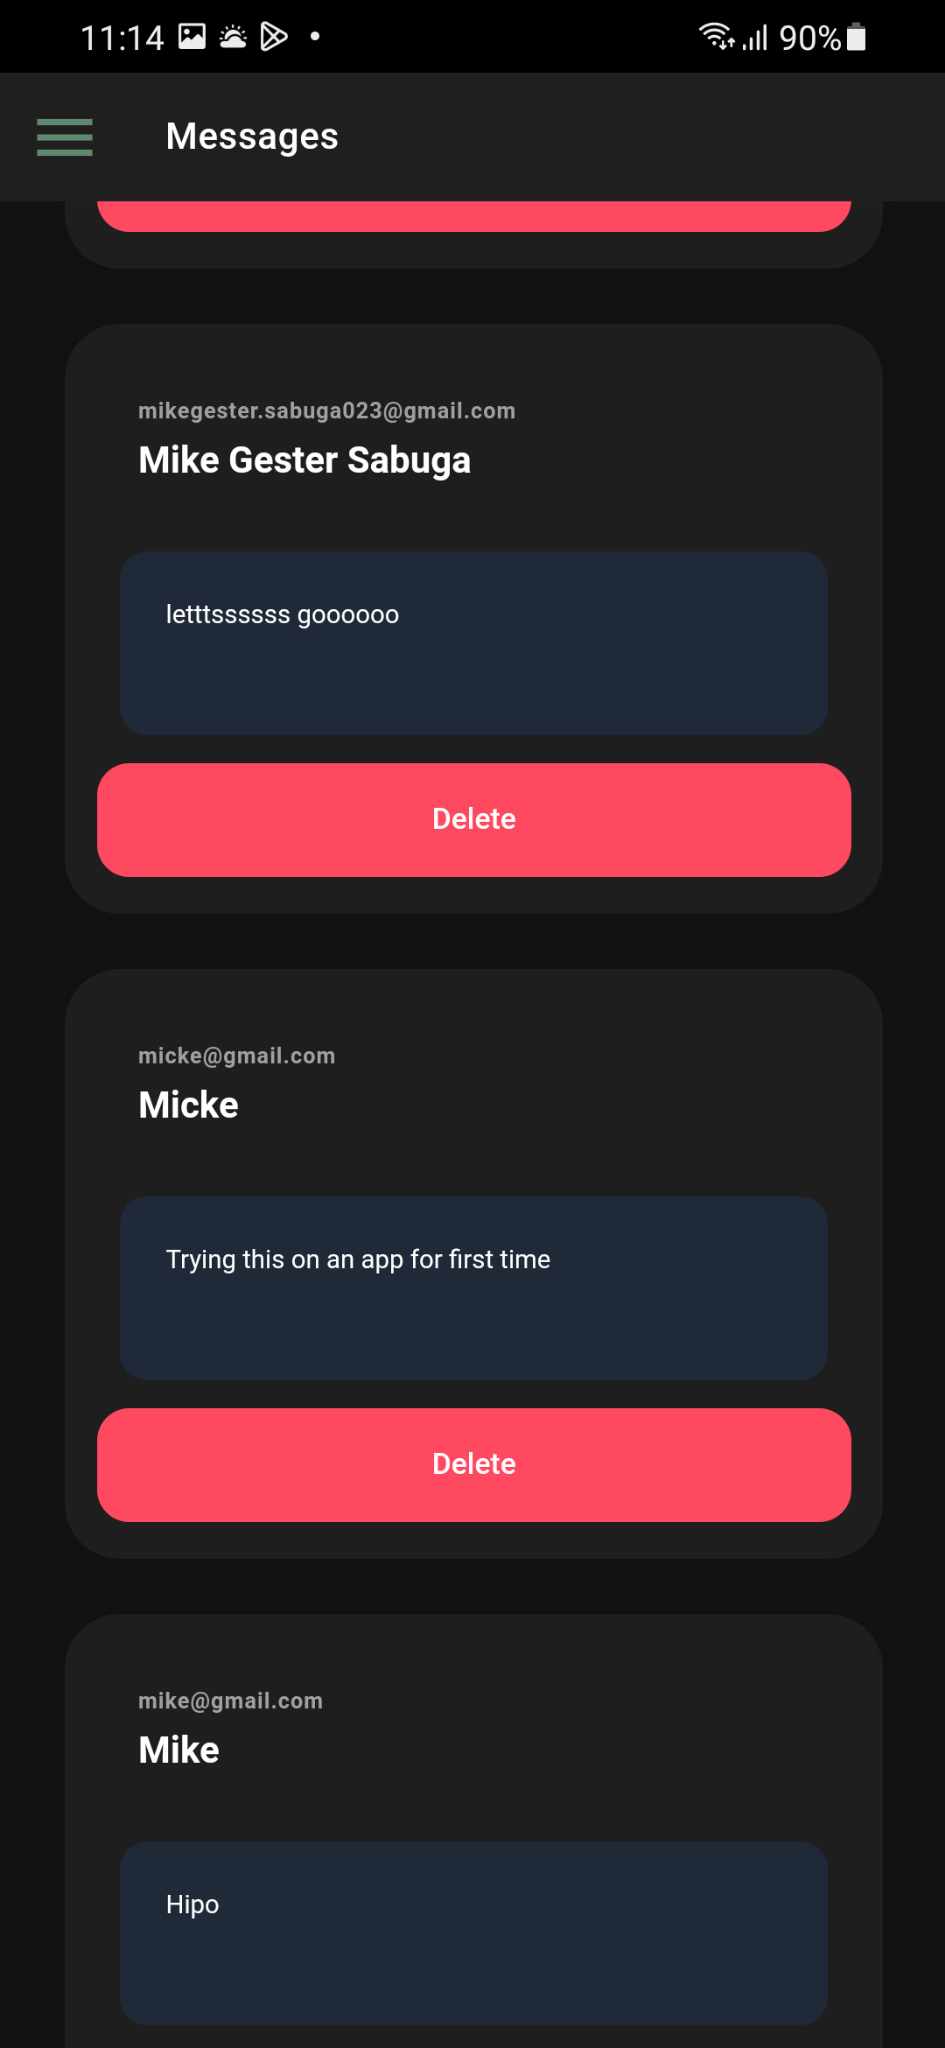 11:14 90%
Messages
mikegester.sabuga023@gmail.com
Mike Gester Sabuga
letttssssss goooooo
Delete
micke@gmail.com
Micke
Trying this on an app for first time
Delete
mike@gmail.com
Mike
Hipo